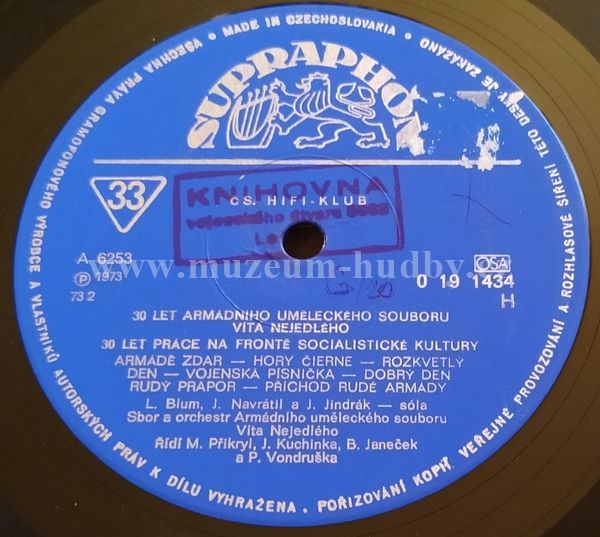 VŠECHNA PRÁVA GRAMOFONOVÉHO VÝROBCE A VLASTNÍKŮ AUTORSKÝCH PRÁV K DÍLU VYHRAŽENA • POŘIZOVÁNÍ KOPIÍ, VEŘEJNÉ PROVOZOVÁNÍ A ROZHLASOVÉ ŠÍŘENÍ TÉTO DESKY JE ZAKÁZÁNO • MADE IN CZECHOSLOVAKIA •
SUPRAPHON
33
CS. HIFI-KLUB
KNIHOVNA
vojenského útvaru
A 6253
OSA
Ⓟ 1973
0 19 1434
73 2
H
www.muzeum-hudby.
30 LET ARMÁDNÍHO UMĚLECKÉHO SOUBORU
VÍTA NEJEDLÉHO
30 LET PRÁCE NA FRONTĚ SOCIALISTICKÉ KULTURY
ARMÁDĚ ZDAR — HORY ČIERNE — ROZKVETLÝ
DEN — VOJENSKÁ PÍSNIČKA — DOBRÝ DEN
RUDÝ PRAPOR — PŘÍCHOD RUDÉ ARMÁDY
L. Blum, J. Navrátil a J. Jindrák — sóla
Sbor a orchestr Armádního uměleckého souboru
Víta Nejedlého
Řídí M. Přikryl, J. Kuchinka, B. Janeček
a P. Vondruška